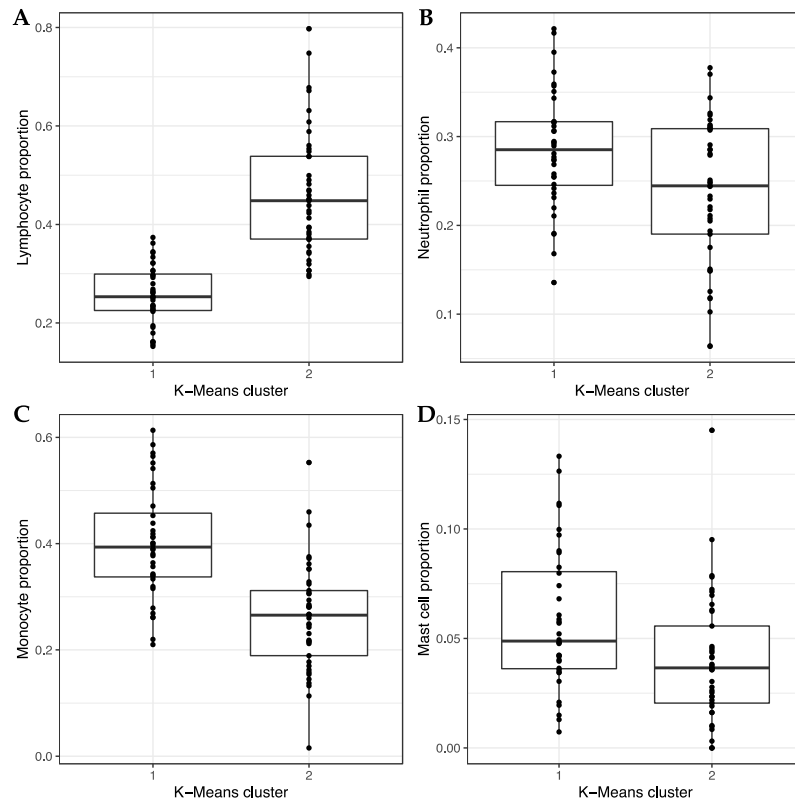 A
Lymphocyte proportion
0.8
0.6
0.4
0.2
1 2
K−Means cluster
B
Neutrophil proportion
0.4
0.3
0.2
0.1
1 2
K−Means cluster
C
Monocyte proportion
0.6
0.4
0.2
0.0
1 2
K−Means cluster
D
Mast cell proportion
0.15
0.10
0.05
0.00
1 2
K−Means cluster